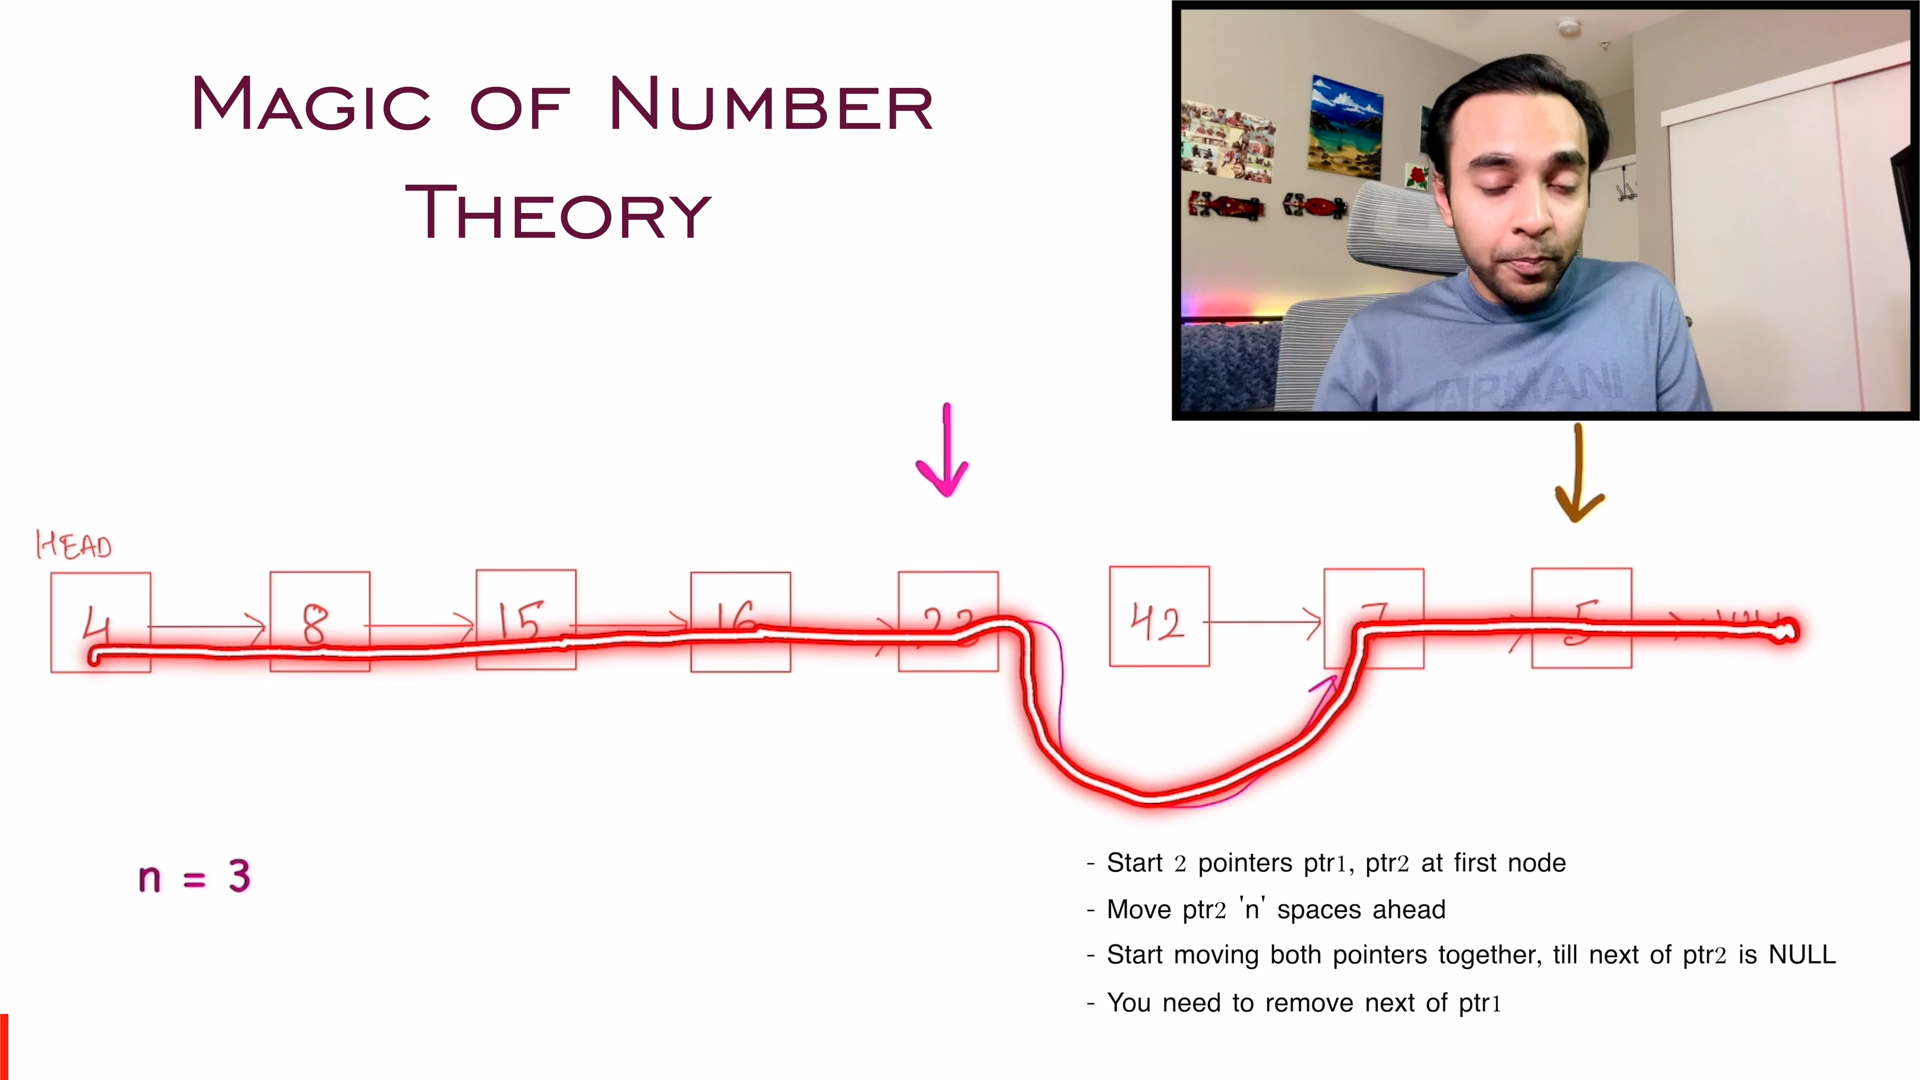 MAGIC OF NUMBER
THEORY
ARMANI
HEAD
4 8 15 16 42 7 5
n = 3
- Start 2 pointers ptr1, ptr2 at first node
- Move ptr2 'n' spaces ahead
- Start moving both pointers together, till next of ptr2 is NULL
- You need to remove next of ptr1